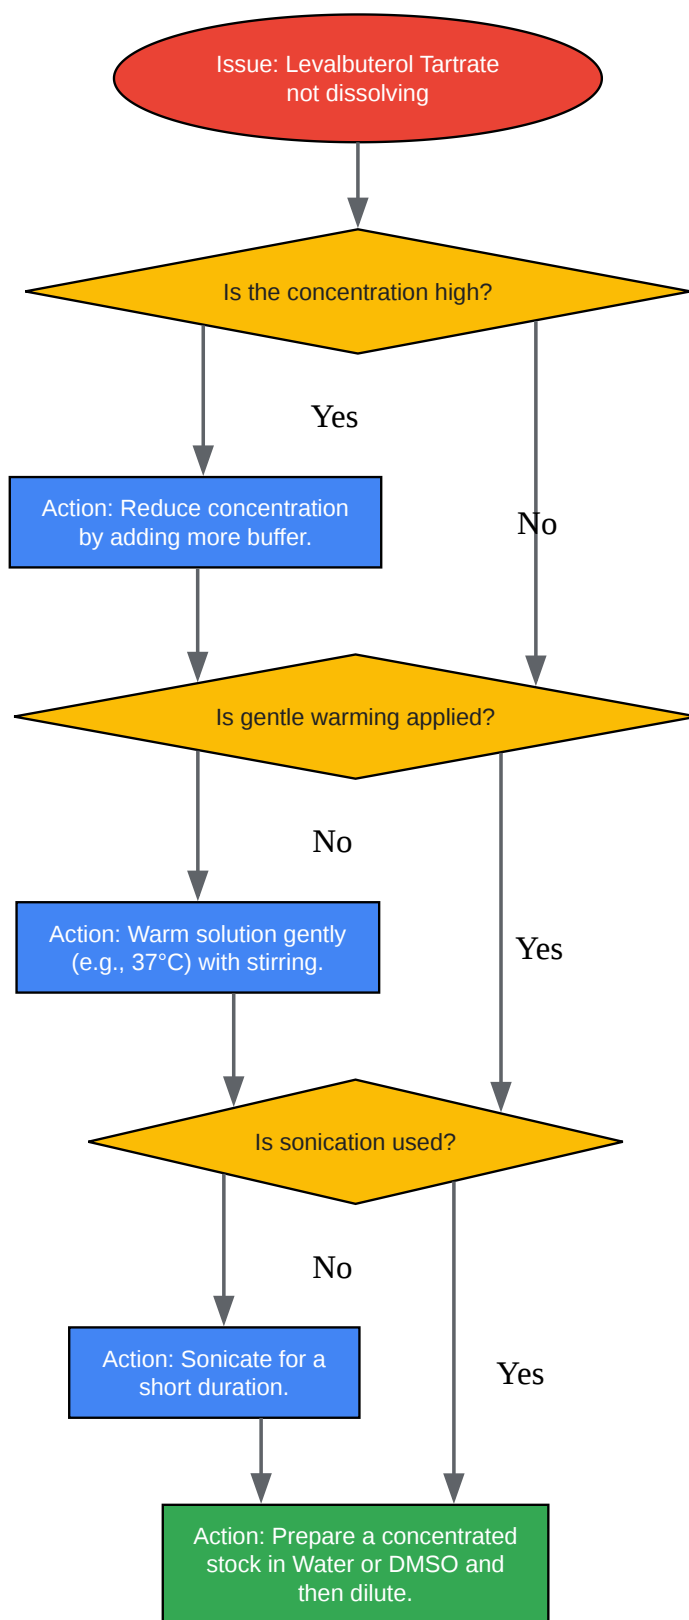 Issue: Levalbuterol Tartrate
not dissolving
Is the concentration high?
Yes
Action: Reduce concentration
by adding more buffer.
No
Is gentle warming applied?
No
Action: Warm solution gently
(e.g., 37°C) with stirring.
Yes
Is sonication used?
No
Action: Sonicate for a
short duration.
Yes
Action: Prepare a concentrated
stock in Water or DMSO and
then dilute.